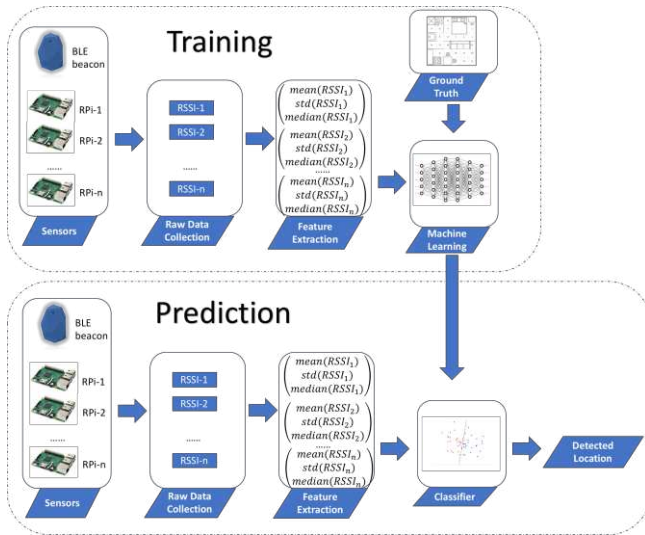 Training
BLE
beacon
RPi-1
RPi-2
......
RPi-n
Sensors
RSSI-1
RSSI-2
......
RSSI-n
Raw Data
Collection
mean(RSSI₁)
std(RSSI₁)
median(RSSI₁)
mean(RSSI₂)
std(RSSI₂)
median(RSSI₂)
......
mean(RSSIₙ)
std(RSSIₙ)
median(RSSIₙ)
Feature
Extraction
Ground
Truth
Machine
Learning
Prediction
BLE
beacon
RPi-1
RPi-2
......
RPi-n
Sensors
RSSI-1
RSSI-2
......
RSSI-n
Raw Data
Collection
mean(RSSI₁)
std(RSSI₁)
median(RSSI₁)
mean(RSSI₂)
std(RSSI₂)
median(RSSI₂)
......
mean(RSSIₙ)
std(RSSIₙ)
median(RSSIₙ)
Feature
Extraction
Classifier
Detected
Location